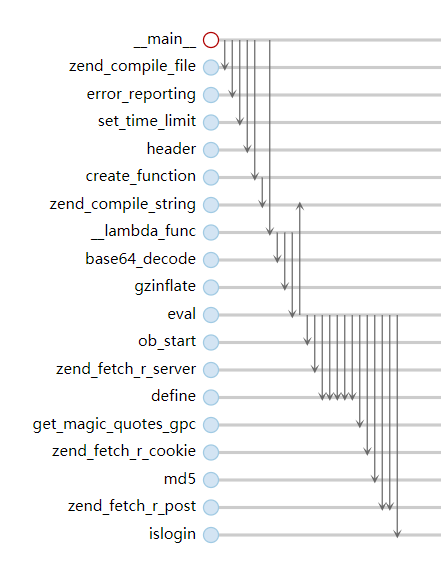 __main__
zend_compile_file
error_reporting
set_time_limit
header
create_function
zend_compile_string
__lambda_func
base64_decode
gzinflate
eval
ob_start
zend_fetch_r_server
define
get_magic_quotes_gpc
zend_fetch_r_cookie
md5
zend_fetch_r_post
islogin